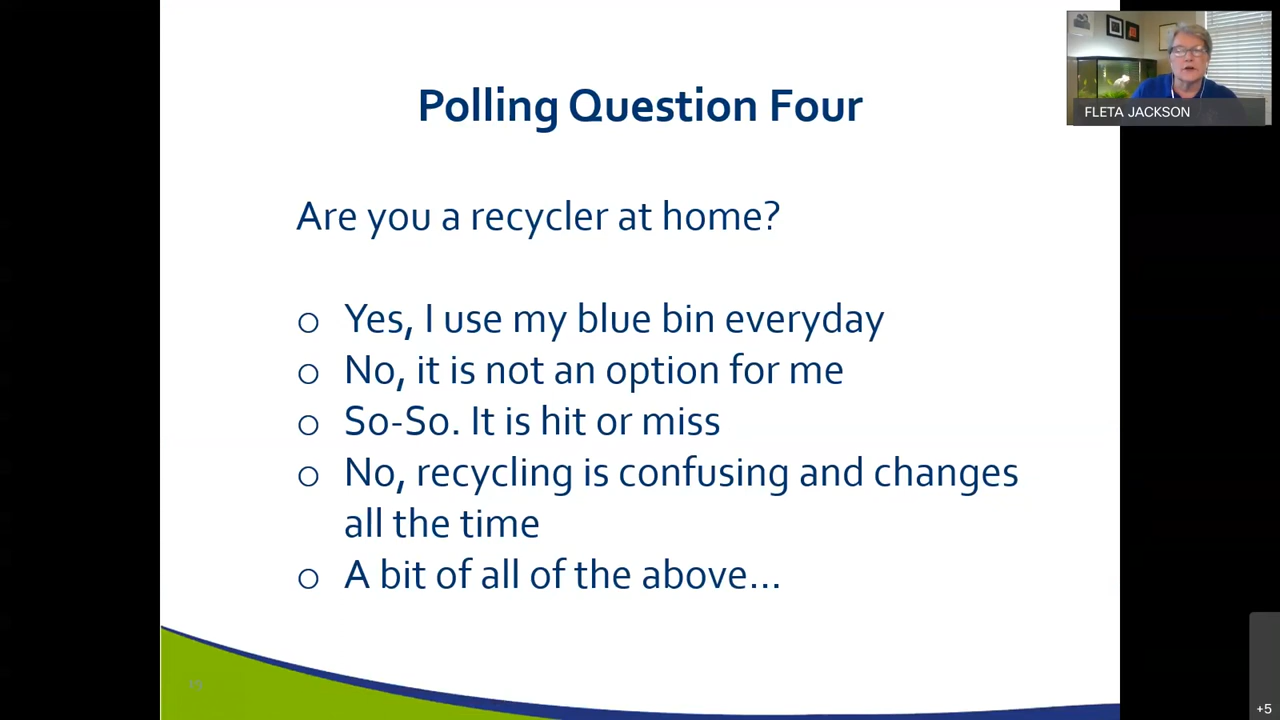 Polling Question Four
FLETA JACKSON
Are you a recycler at home?
o Yes, I use my blue bin everyday
o No, it is not an option for me
o So-So. It is hit or miss
o No, recycling is confusing and changes
all the time
o A bit of all of the above...
+5